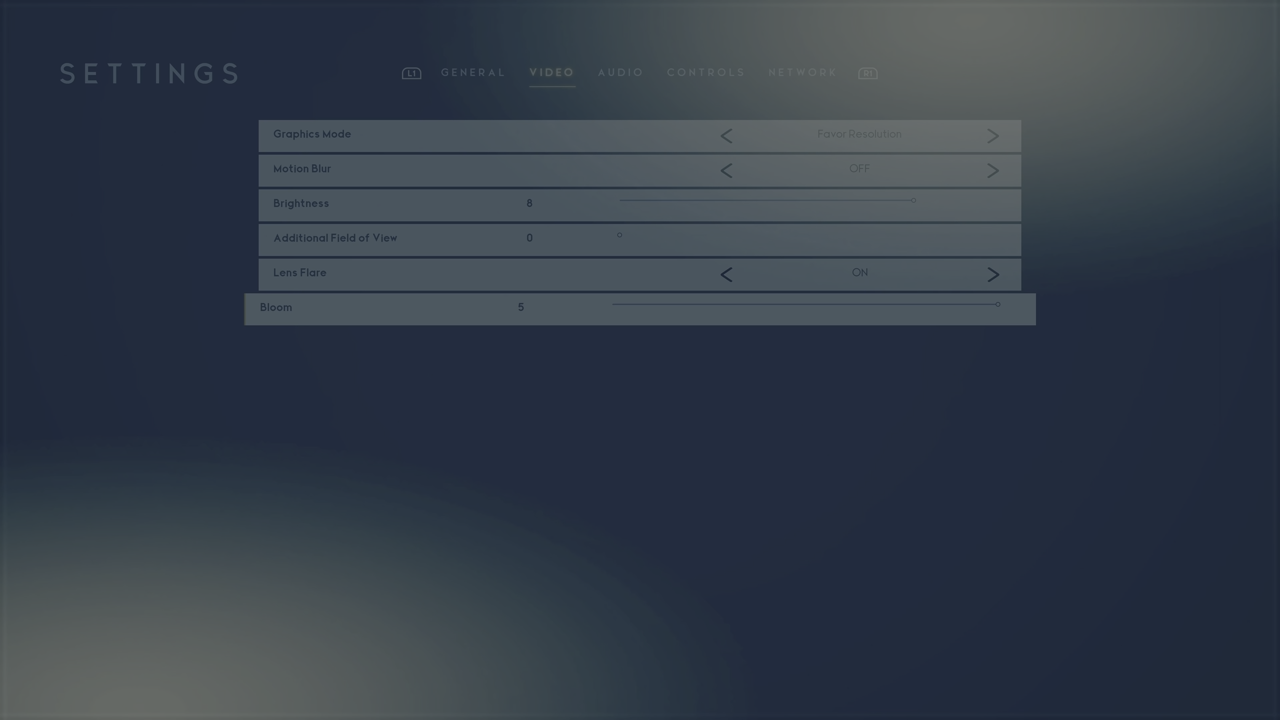 SETTINGS
L1 GENERAL VIDEO AUDIO CONTROLS NETWORK R1
Graphics Mode Favor Resolution
Motion Blur OFF
Brightness 8
Additional Field of View 0
Lens Flare ON
Bloom 5